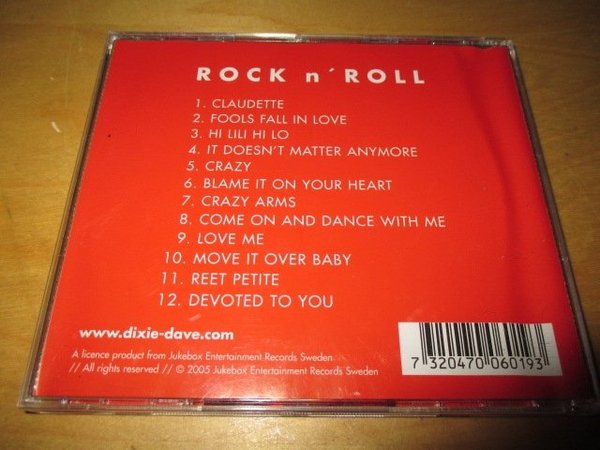 ROCK n´ROLL
1. CLAUDETTE
2. FOOLS FALL IN LOVE
3. HI LILI HI LO
4. IT DOESN'T MATTER ANYMORE
5. CRAZY
6. BLAME IT ON YOUR HEART
7. CRAZY ARMS
8. COME ON AND DANCE WITH ME
9. LOVE ME
10. MOVE IT OVER BABY
11. REET PETITE
12. DEVOTED TO YOU
www.dixie-dave.com
A licence product from Jukebox Entertainment Records Sweden
// All rights reserved // © 2005 Jukebox Entertainment Records Sweden
7 320470 060193